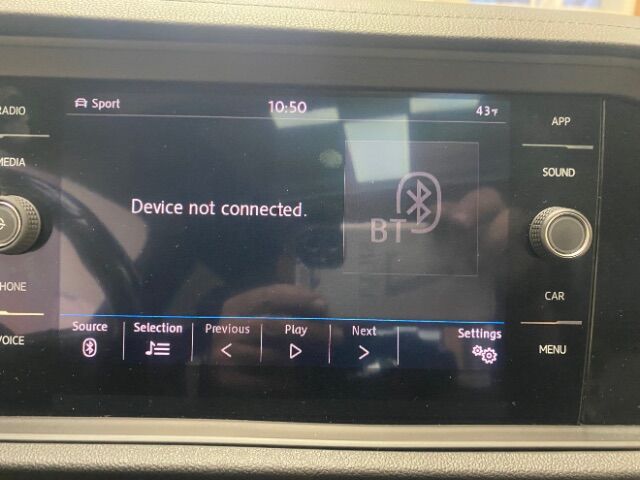 RADIO
Sport
10:50
43°F
APP
MEDIA
SOUND
Device not connected.
BT
PHONE
CAR
Source
Selection
Previous
Play
Next
Settings
VOICE
MENU